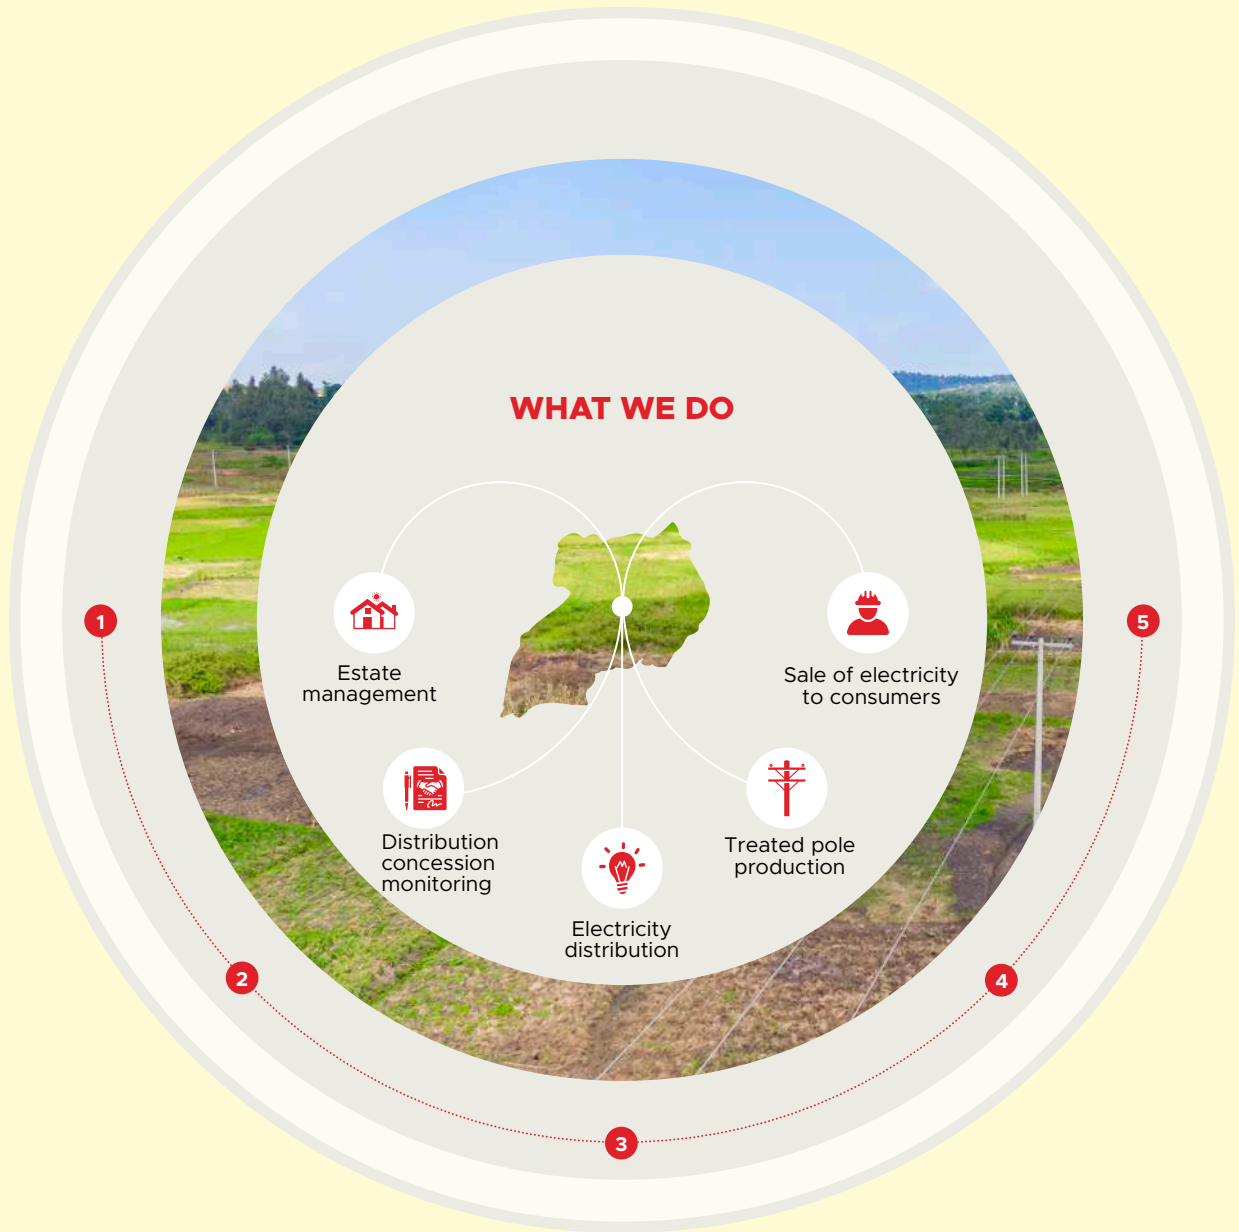 WHAT WE DO
1
Estate
management
2
Distribution
concession
monitoring
3
Electricity
distribution
4
Treated pole
production
5
Sale of electricity
to consumers